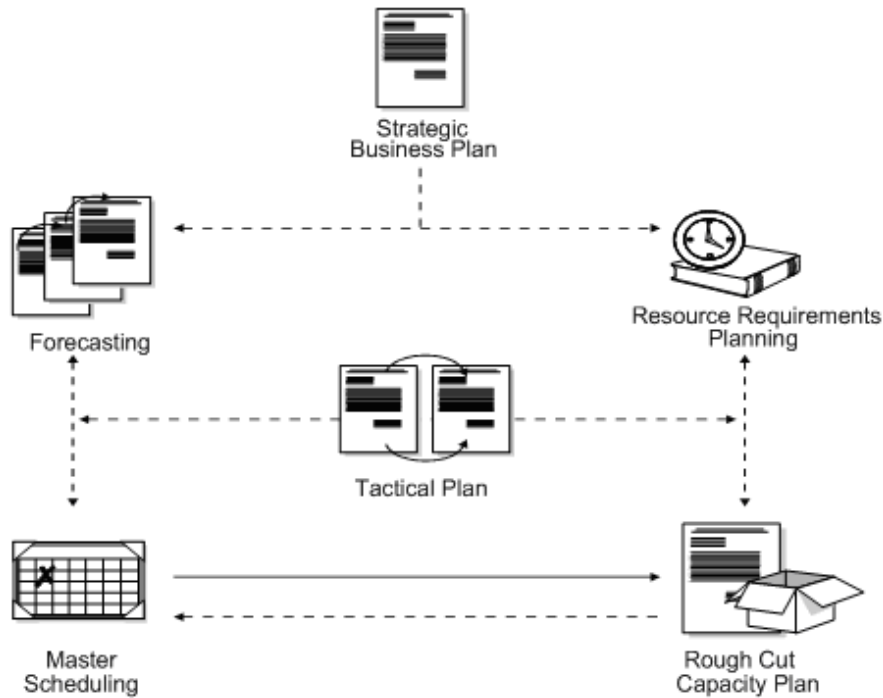 Strategic
Business Plan
Forecasting
Resource Requirements
Planning
Tactical Plan
Master
Scheduling
Rough Cut
Capacity Plan